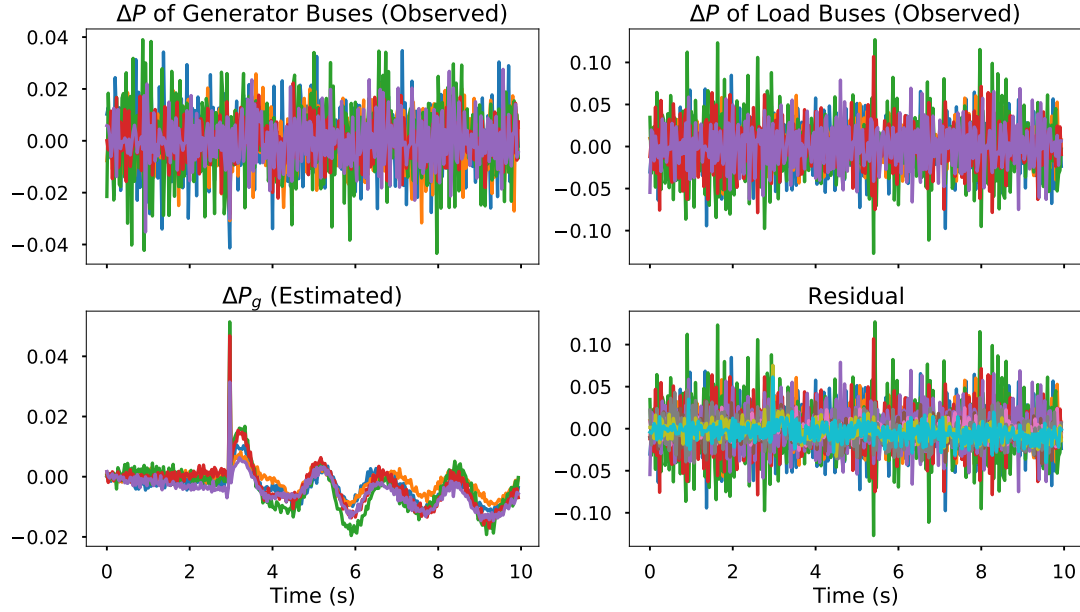 ΔP of Generator Buses (Observed)
0.04
0.02
0.00
−0.02
−0.04
ΔP of Load Buses (Observed)
0.10
0.05
0.00
−0.05
−0.10
ΔP_g (Estimated)
0.04
0.02
0.00
−0.02
0 2 4 6 8 10
Time (s)
Residual
0.10
0.05
0.00
−0.05
−0.10
0 2 4 6 8 10
Time (s)